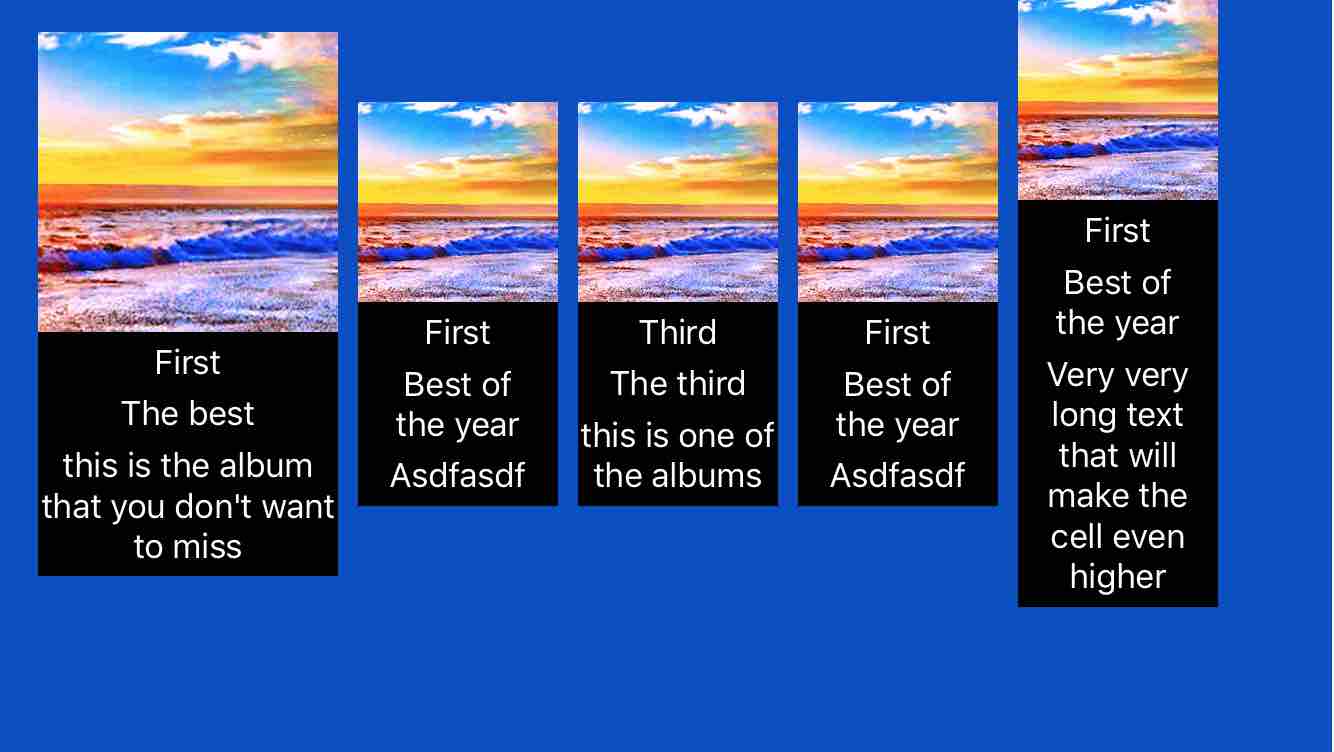 First
The best
this is the album
that you don't want
to miss
First
Best of
the year
Asdfasdf
Third
The third
this is one of
the albums
First
Best of
the year
Asdfasdf
First
Best of
the year
Very very
long text
that will
make the
cell even
higher